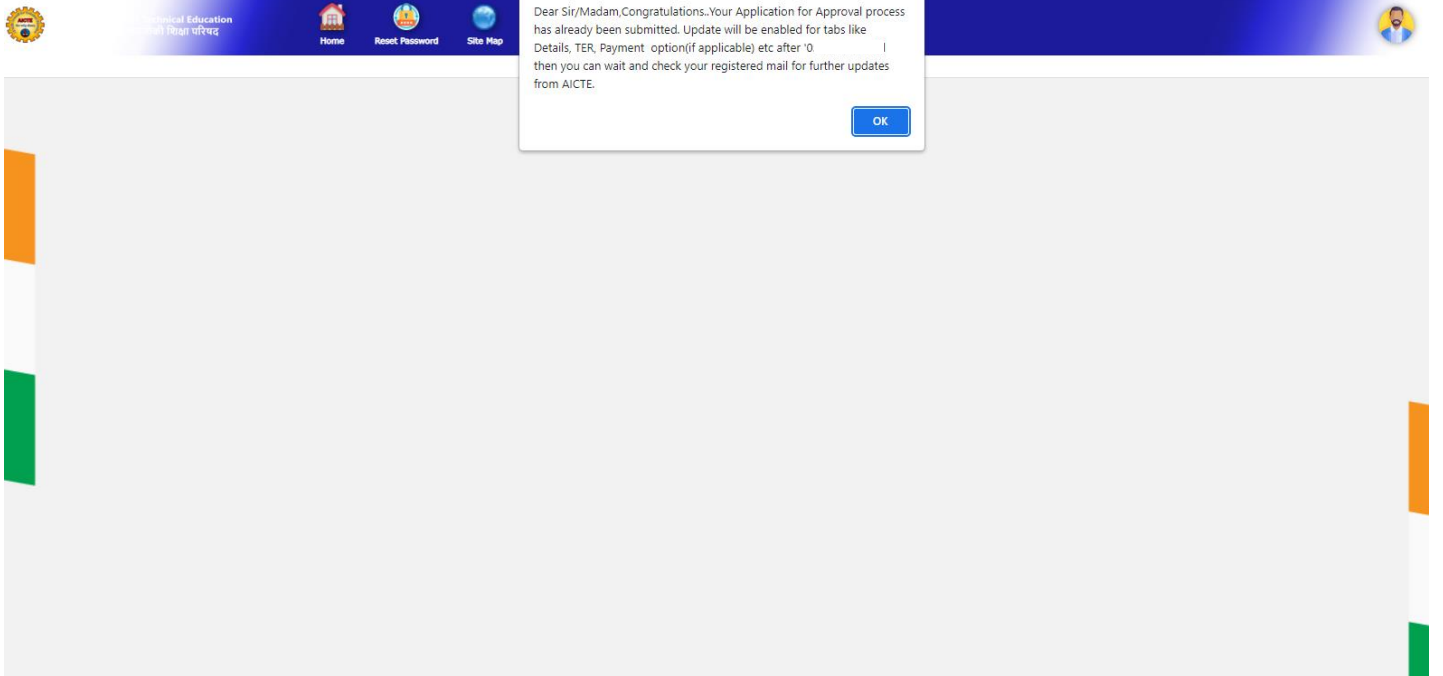 AICTE
Technical Education
शिक्षा परिषद
Home
Reset Password
Site Map
Dear Sir/Madam,Congratulations..Your Application for Approval process
has already been submitted. Update will be enabled for tabs like
Details, TER, Payment option(if applicable) etc after '0
then you can wait and check your registered mail for further updates
from AICTE.
OK